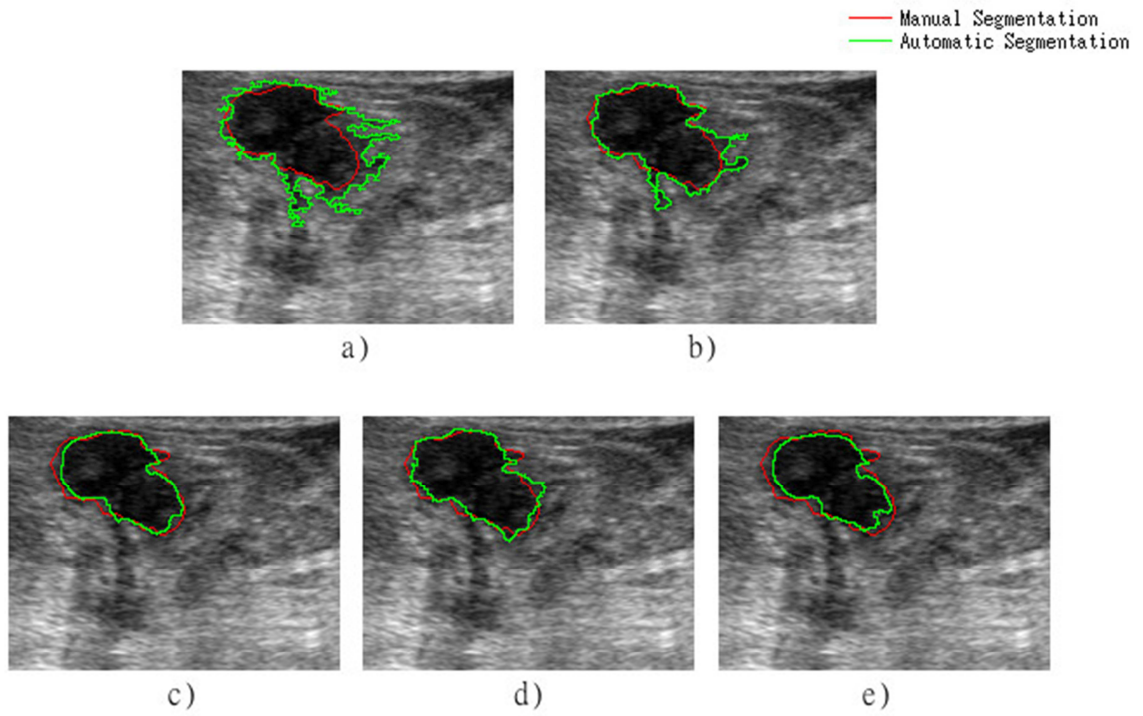 Manual Segmentation
Automatic Segmentation
a)
b)
c)
d)
e)